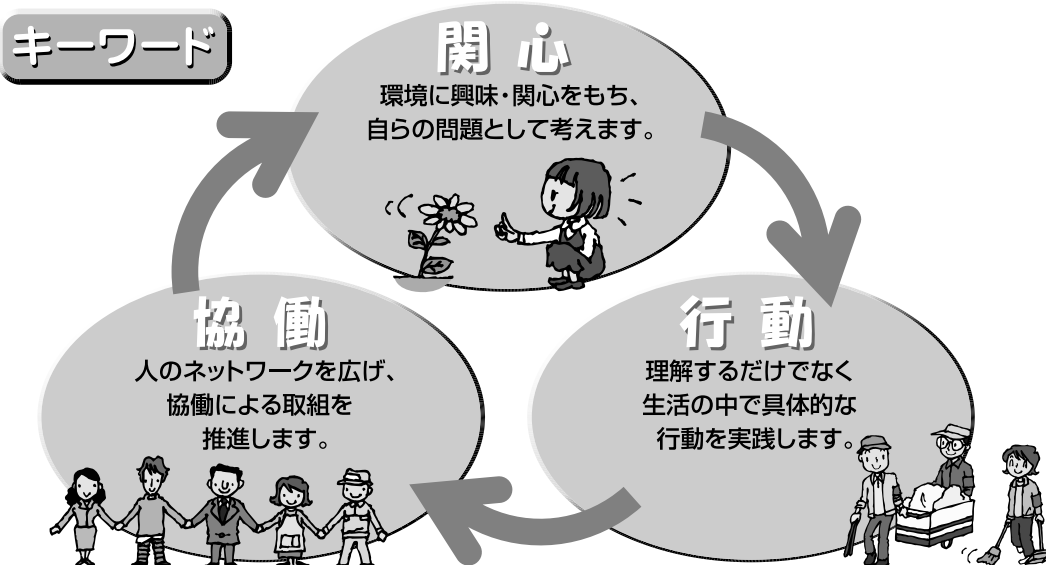 キーワード
関心
環境に興味・関心をもち、
自らの問題として考えます。
協働
人のネットワークを広げ、
協働による取組を
推進します。
行動
理解するだけでなく
生活の中で具体的な
行動を実践します。